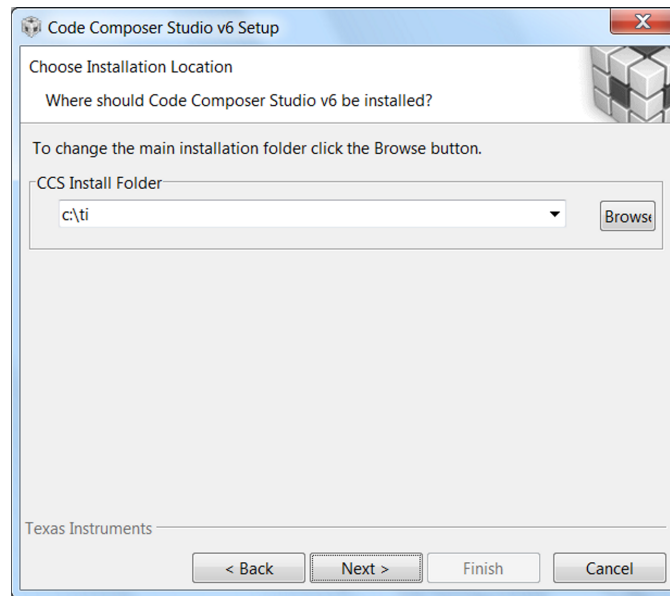 Code Composer Studio v6 Setup
Choose Installation Location
Where should Code Composer Studio v6 be installed?
To change the main installation folder click the Browse button.
CCS Install Folder
c:\ti
Browse
Texas Instruments
< Back
Next >
Finish
Cancel